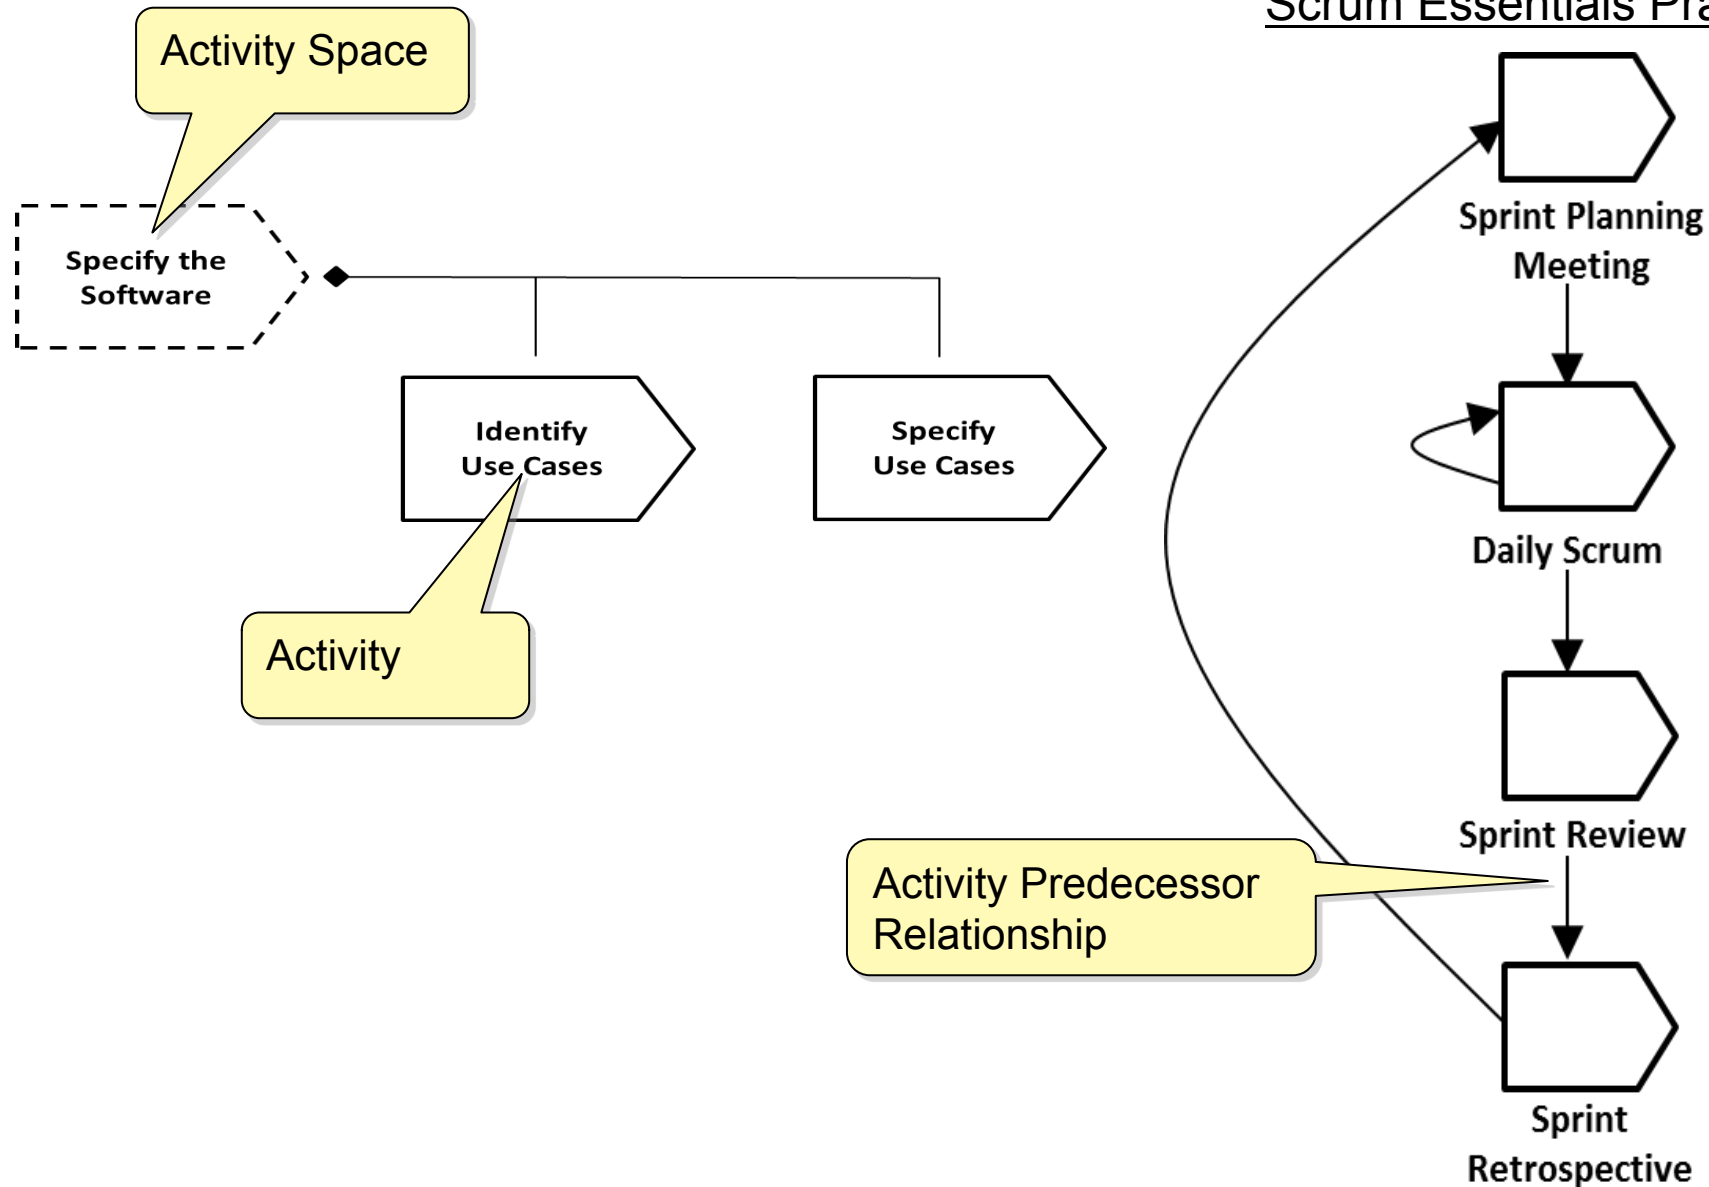 Scrum Essentials Pra
Activity Space
Specify the
Software
Identify
Use Cases
Specify
Use Cases
Activity
Sprint Planning
Meeting
Daily Scrum
Sprint Review
Activity Predecessor
Relationship
Sprint
Retrospective